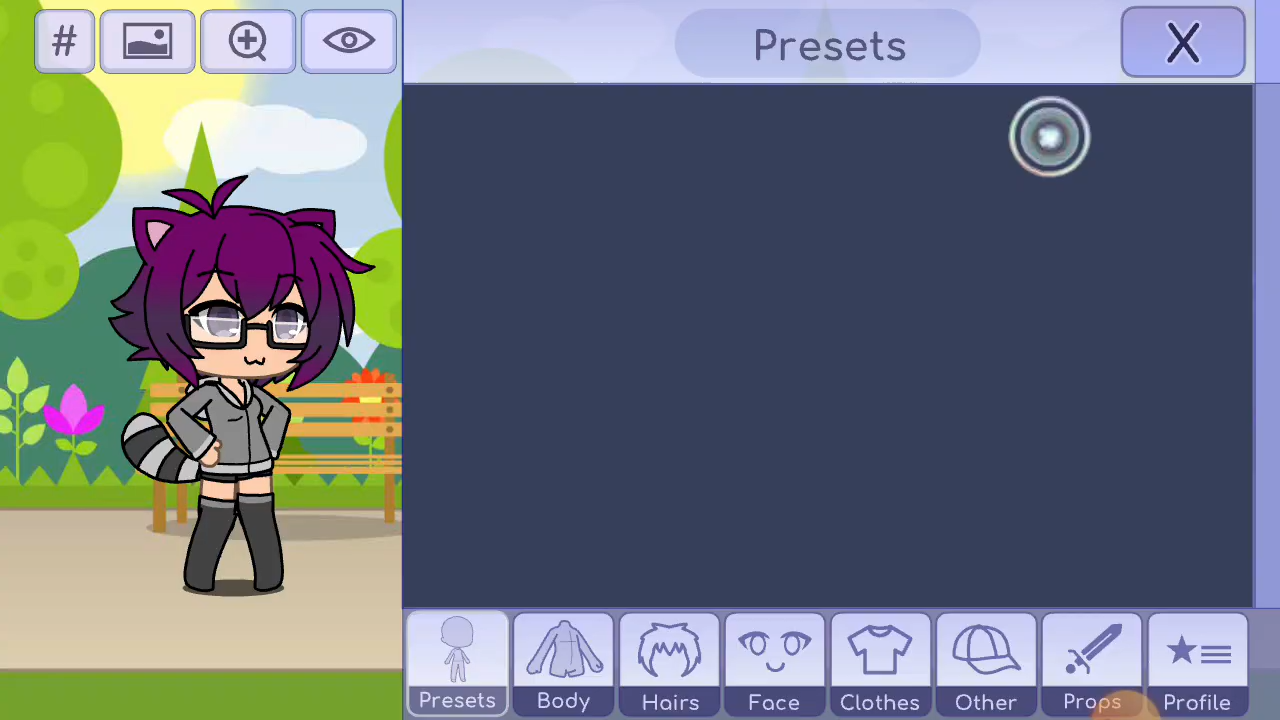 #
Presets
X
Presets
Body
Hairs
Face
Clothes
Other
Props
Profile